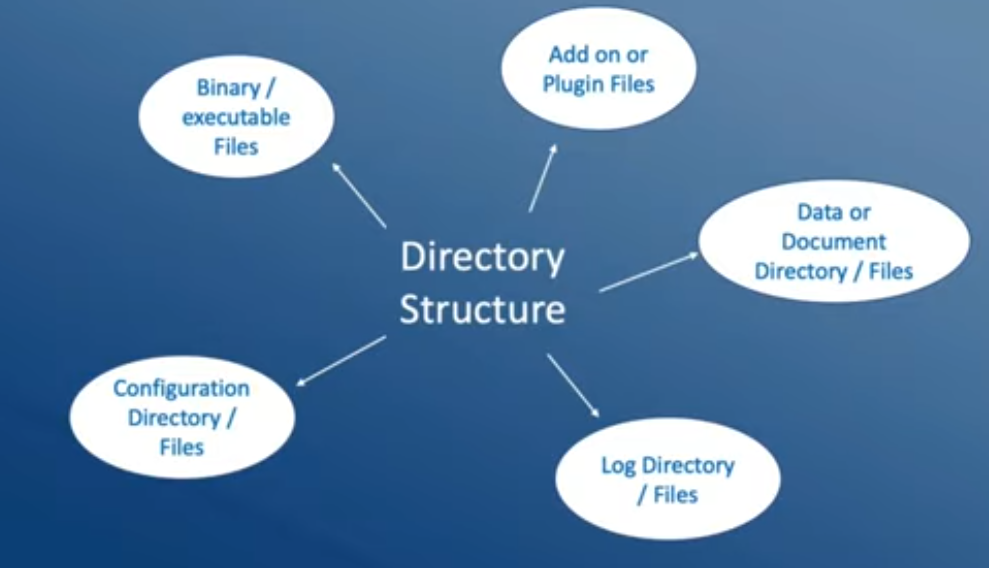 Add on or
Plugin Files
Binary /
executable
Files
Data or
Document
Directory / Files
Directory
Structure
Configuration
Directory /
Files
Log Directory
/ Files